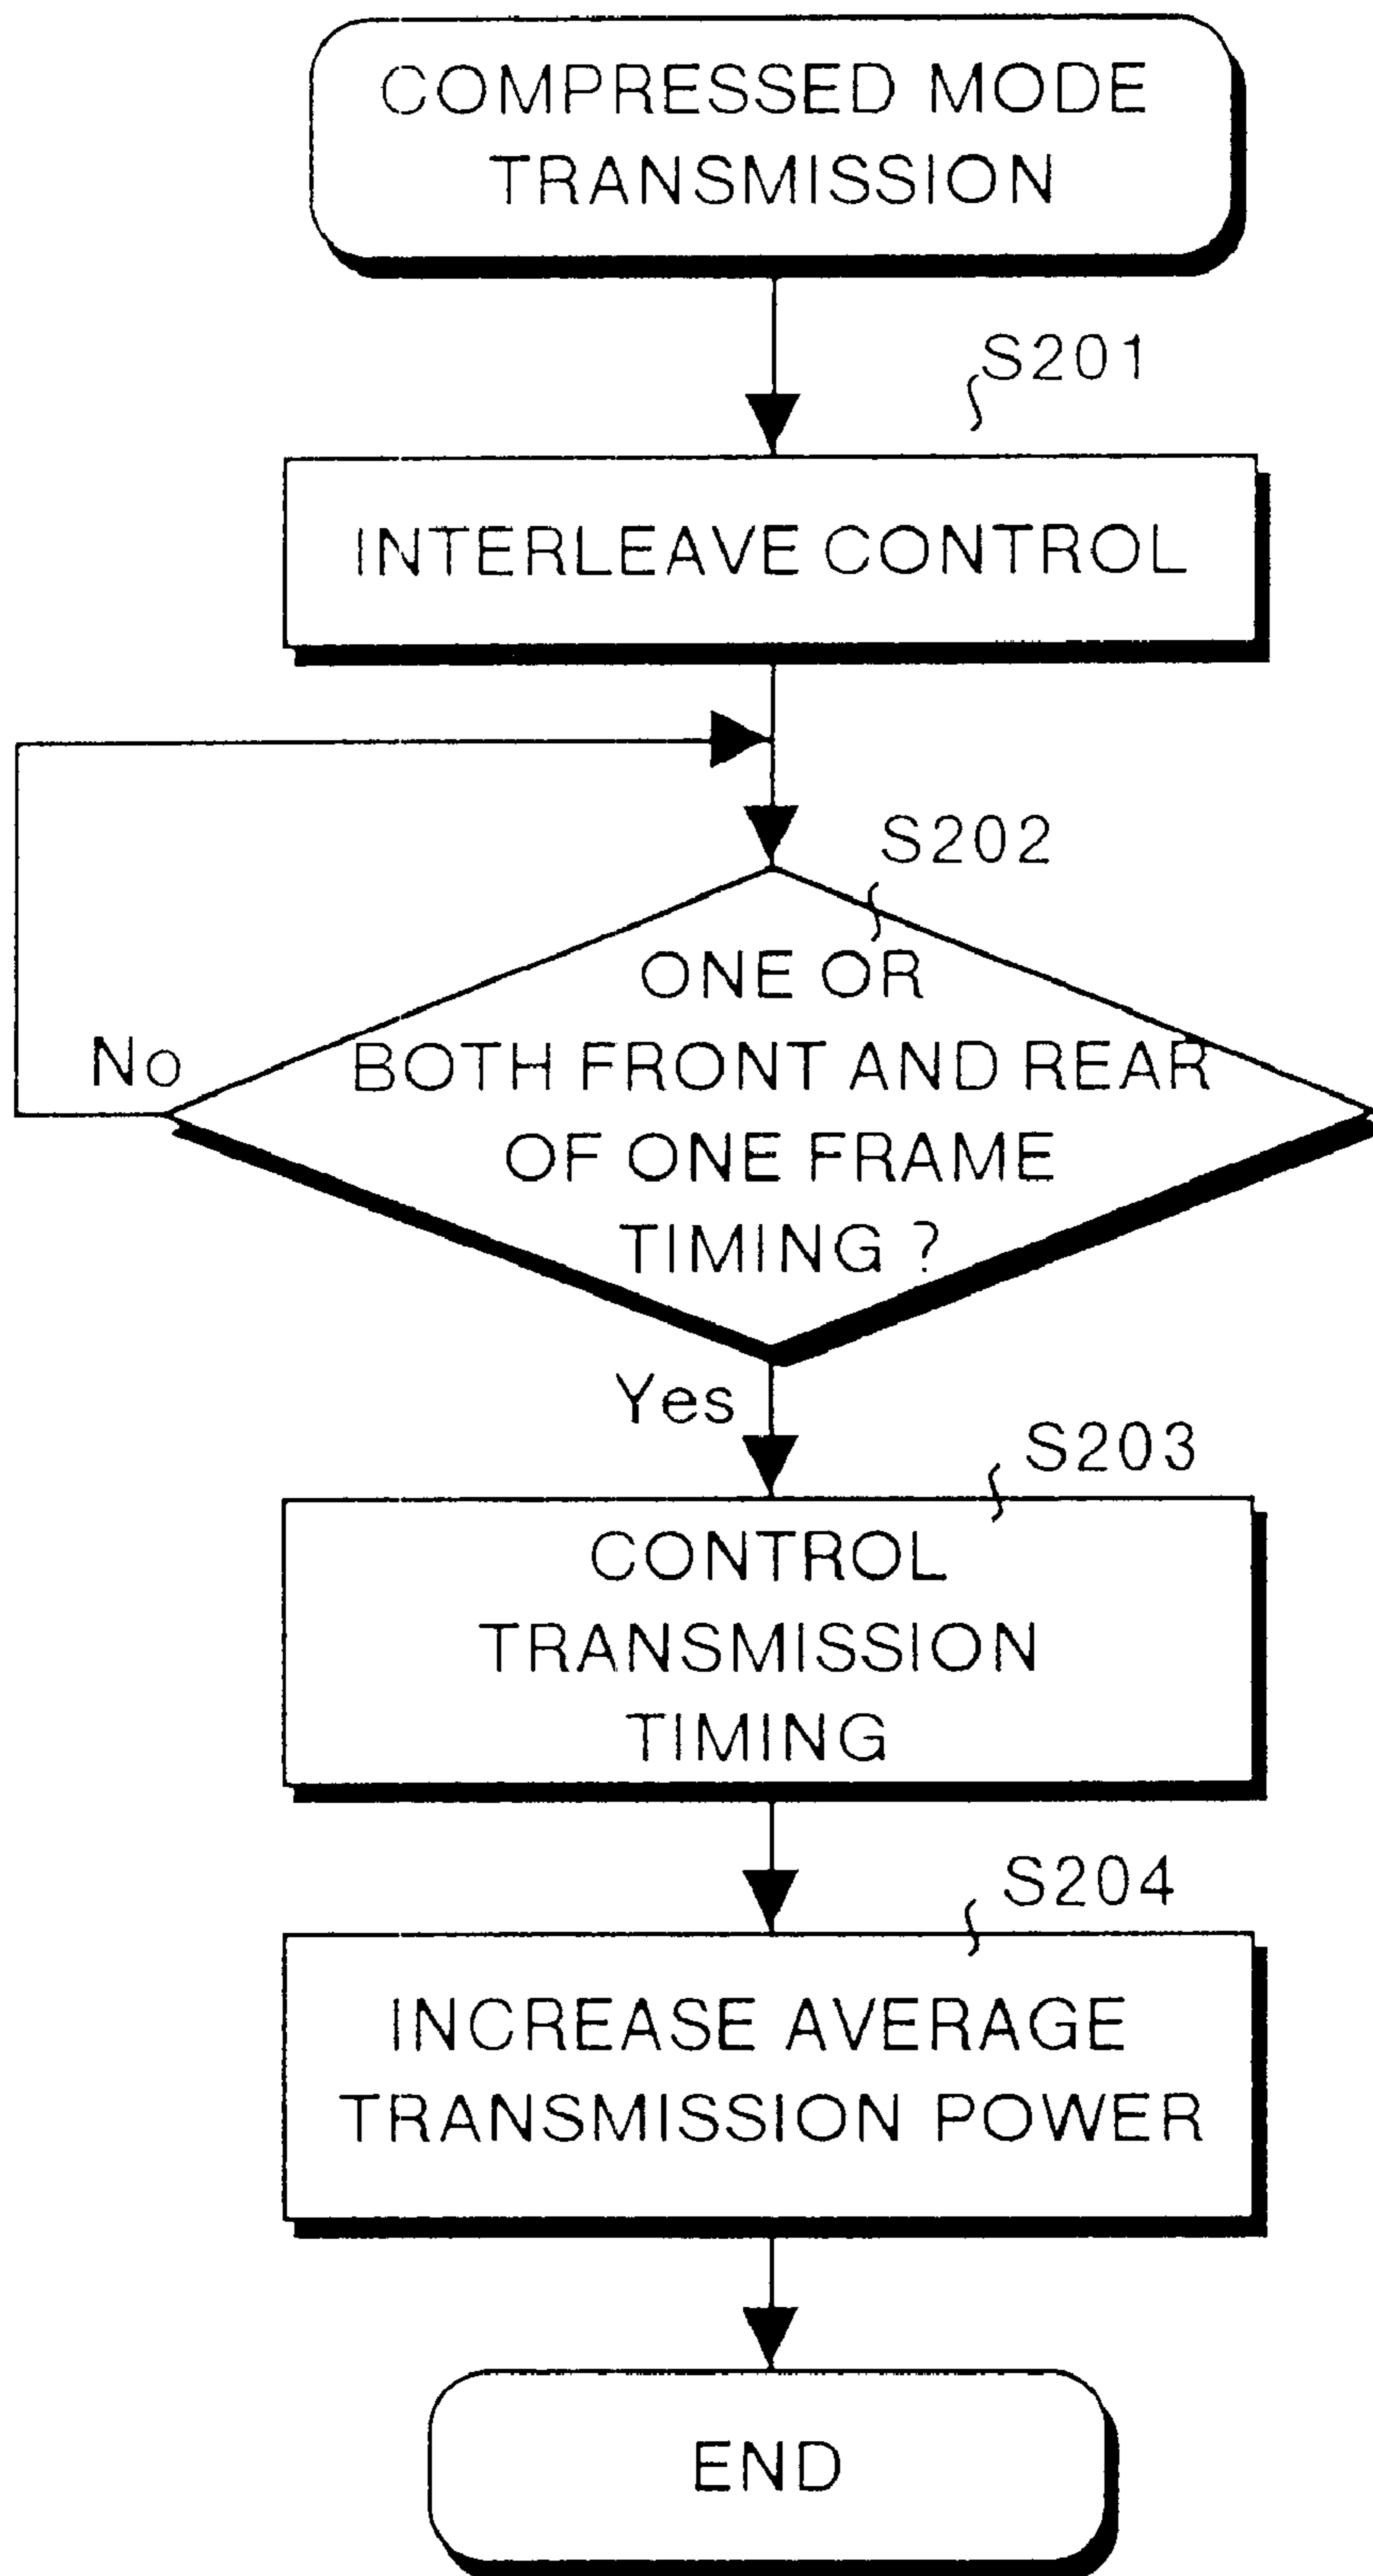 COMPRESSED MODE
TRANSMISSION
S201
INTERLEAVE CONTROL
S202
ONE OR
No
BOTH FRONT AND REAR
OF ONE FRAME
TIMING ?
Yes
S203
CONTROL
TRANSMISSION
TIMING
S204
INCREASE AVERAGE
TRANSMISSION POWER
END